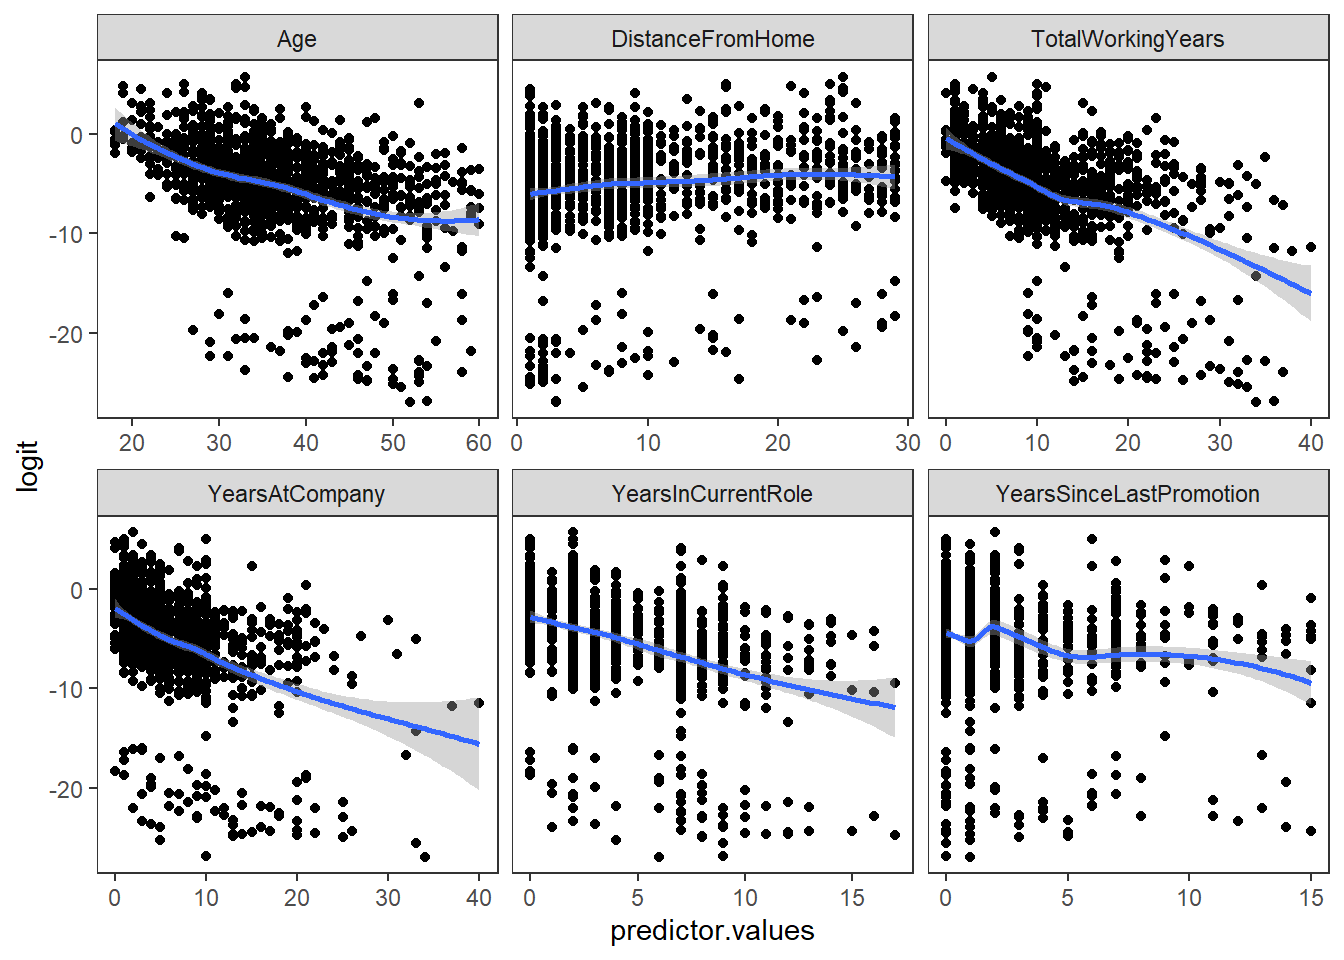 Age DistanceFromHome TotalWorkingYears
0
-10
-20
20 30 40 50 60 0 10 20 30 0 10 20 30 40
logit
YearsAtCompany YearsInCurrentRole YearsSinceLastPromotion
0
-10
-20
0 10 20 30 40 0 5 10 15 0 5 10 15
predictor.values